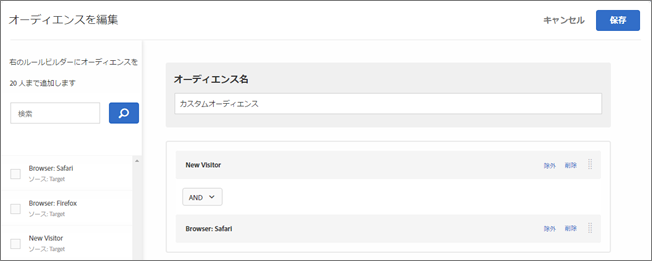 オーディエンスを編集
キャンセル
保存
右のルールビルダーにオーディエンスを
20 人まで追加します
検索
Browser: Safari
ソース: Target
Browser: Firefox
ソース: Target
New Visitor
ソース: Target
オーディエンス名
カスタムオーディエンス
New Visitor
除外
削除
AND
Browser: Safari
除外
削除